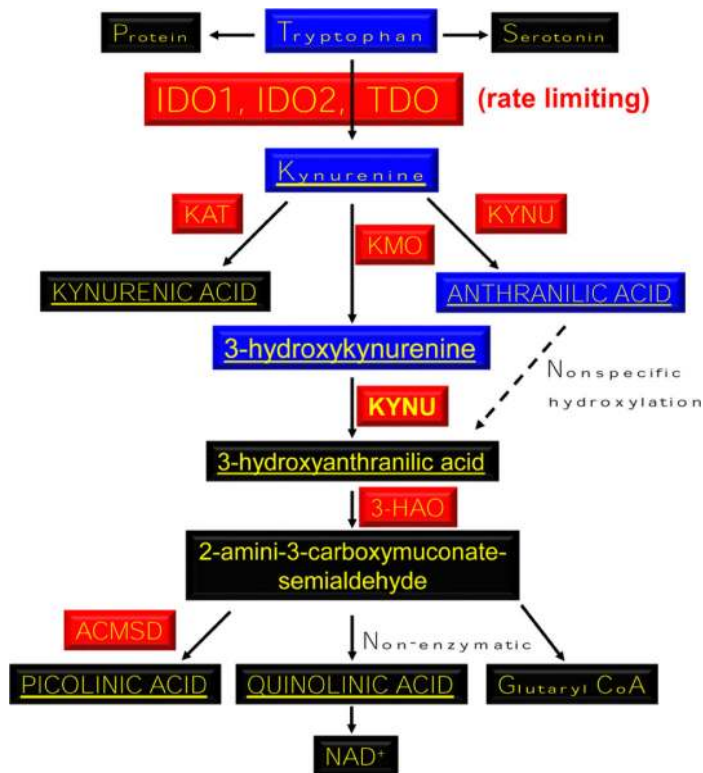 Protein
Tryptophan
Serotonin
IDO1, IDO2, TDO
(rate limiting)
Kynurenine
KAT
KMO
KYNU
KYNURENIC ACID
ANTHRANILIC ACID
3-hydroxykynurenine
Nonspecific
hydroxylation
KYNU
3-hydroxyanthranilic acid
3-HAO
2-amini-3-carboxymuconate-
semialdehyde
ACMSD
Non-enzymatic
PICOLINIC ACID
QUINOLINIC ACID
Glutaryl CoA
NAD⁺